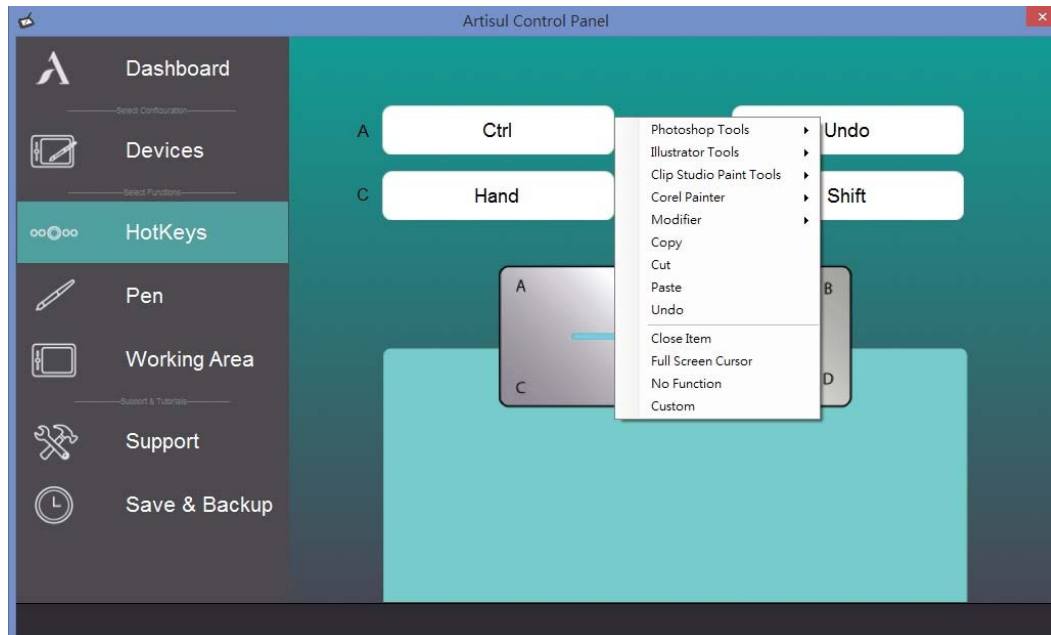 Artisul Control Panel
Dashboard
Select Configuration
Devices
Select Functions
HotKeys
Pen
Working Area
Support & Tutorials
Support
Save & Backup
A
Ctrl
Undo
C
Hand
Shift
Photoshop Tools
Illustrator Tools
Clip Studio Paint Tools
Corel Painter
Modifier
Copy
Cut
Paste
Undo
Close Item
Full Screen Cursor
No Function
Custom
A
B
C
D